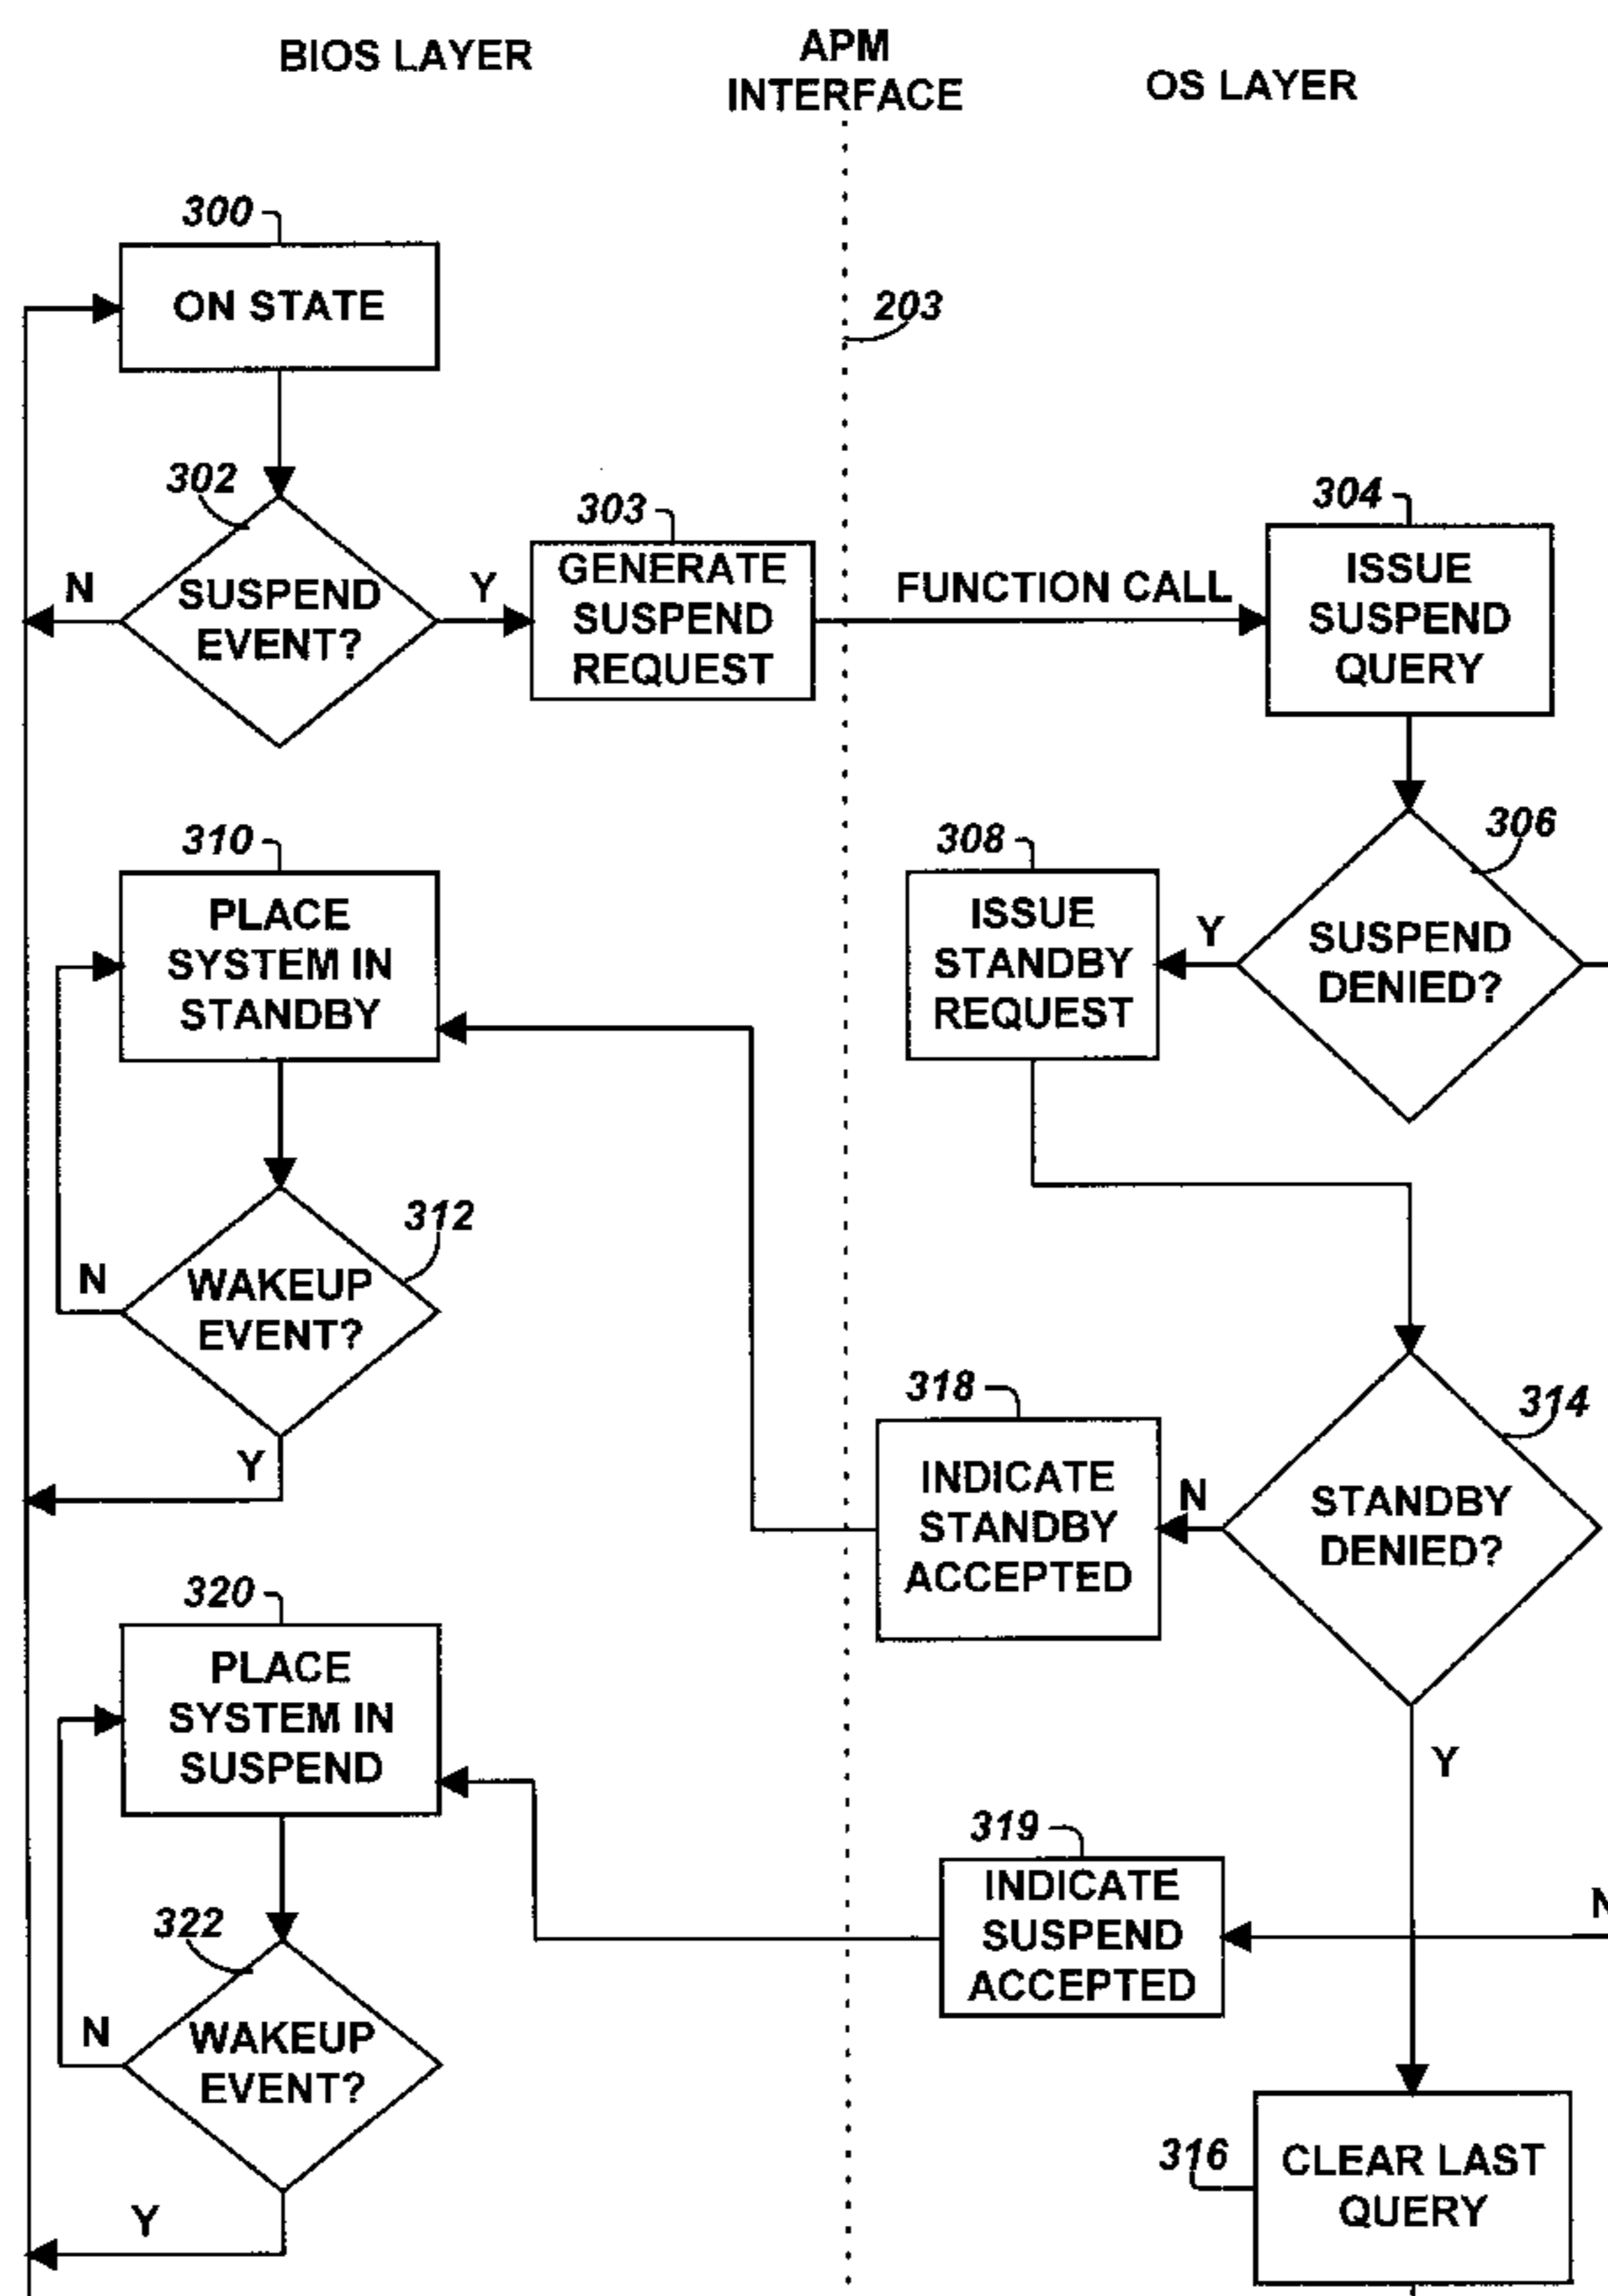 BIOS LAYER
APM
INTERFACE
OS LAYER
300
ON STATE
203
302
SUSPEND
EVENT?
N
Y
303
GENERATE
SUSPEND
REQUEST
FUNCTION CALL
304
ISSUE
SUSPEND
QUERY
306
SUSPEND
DENIED?
Y
308
ISSUE
STANDBY
REQUEST
310
PLACE
SYSTEM IN
STANDBY
312
WAKEUP
EVENT?
N
Y
314
STANDBY
DENIED?
N
Y
318
INDICATE
STANDBY
ACCEPTED
320
PLACE
SYSTEM IN
SUSPEND
319
INDICATE
SUSPEND
ACCEPTED
N
322
WAKEUP
EVENT?
N
Y
316
CLEAR LAST
QUERY